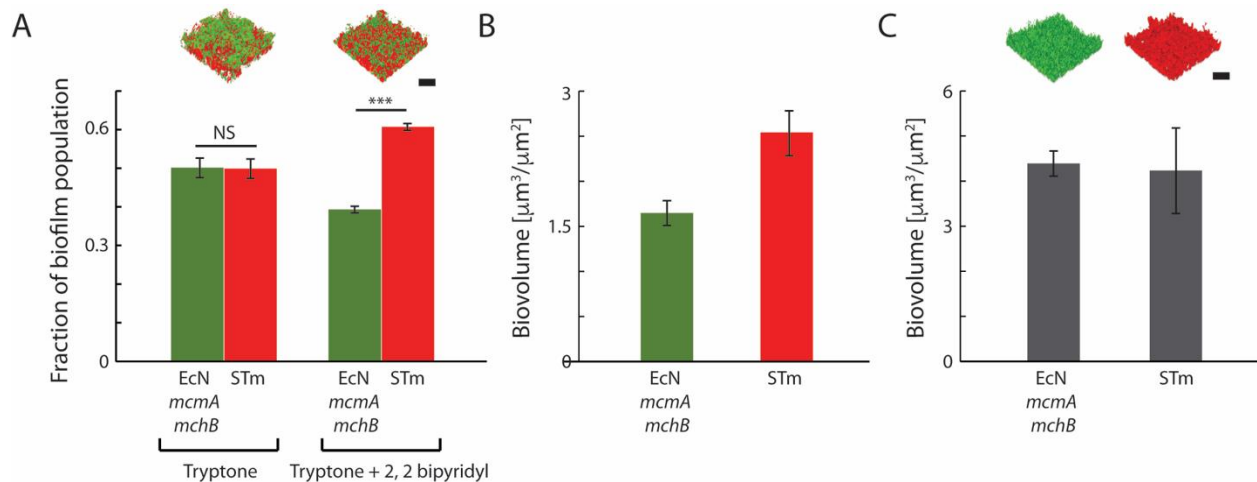 A
Fraction of biofilm population
0.6
0.3
0
NS
***
EcN STm
mcmA
mchB
Tryptone
EcN STm
mcmA
mchB
Tryptone + 2, 2 bipyridyl
B
Biovolume [μm³/μm²]
3
1.5
0
EcN
mcmA
mchB
STm
C
Biovolume [μm³/μm²]
6
3
0
EcN
mcmA
mchB
STm